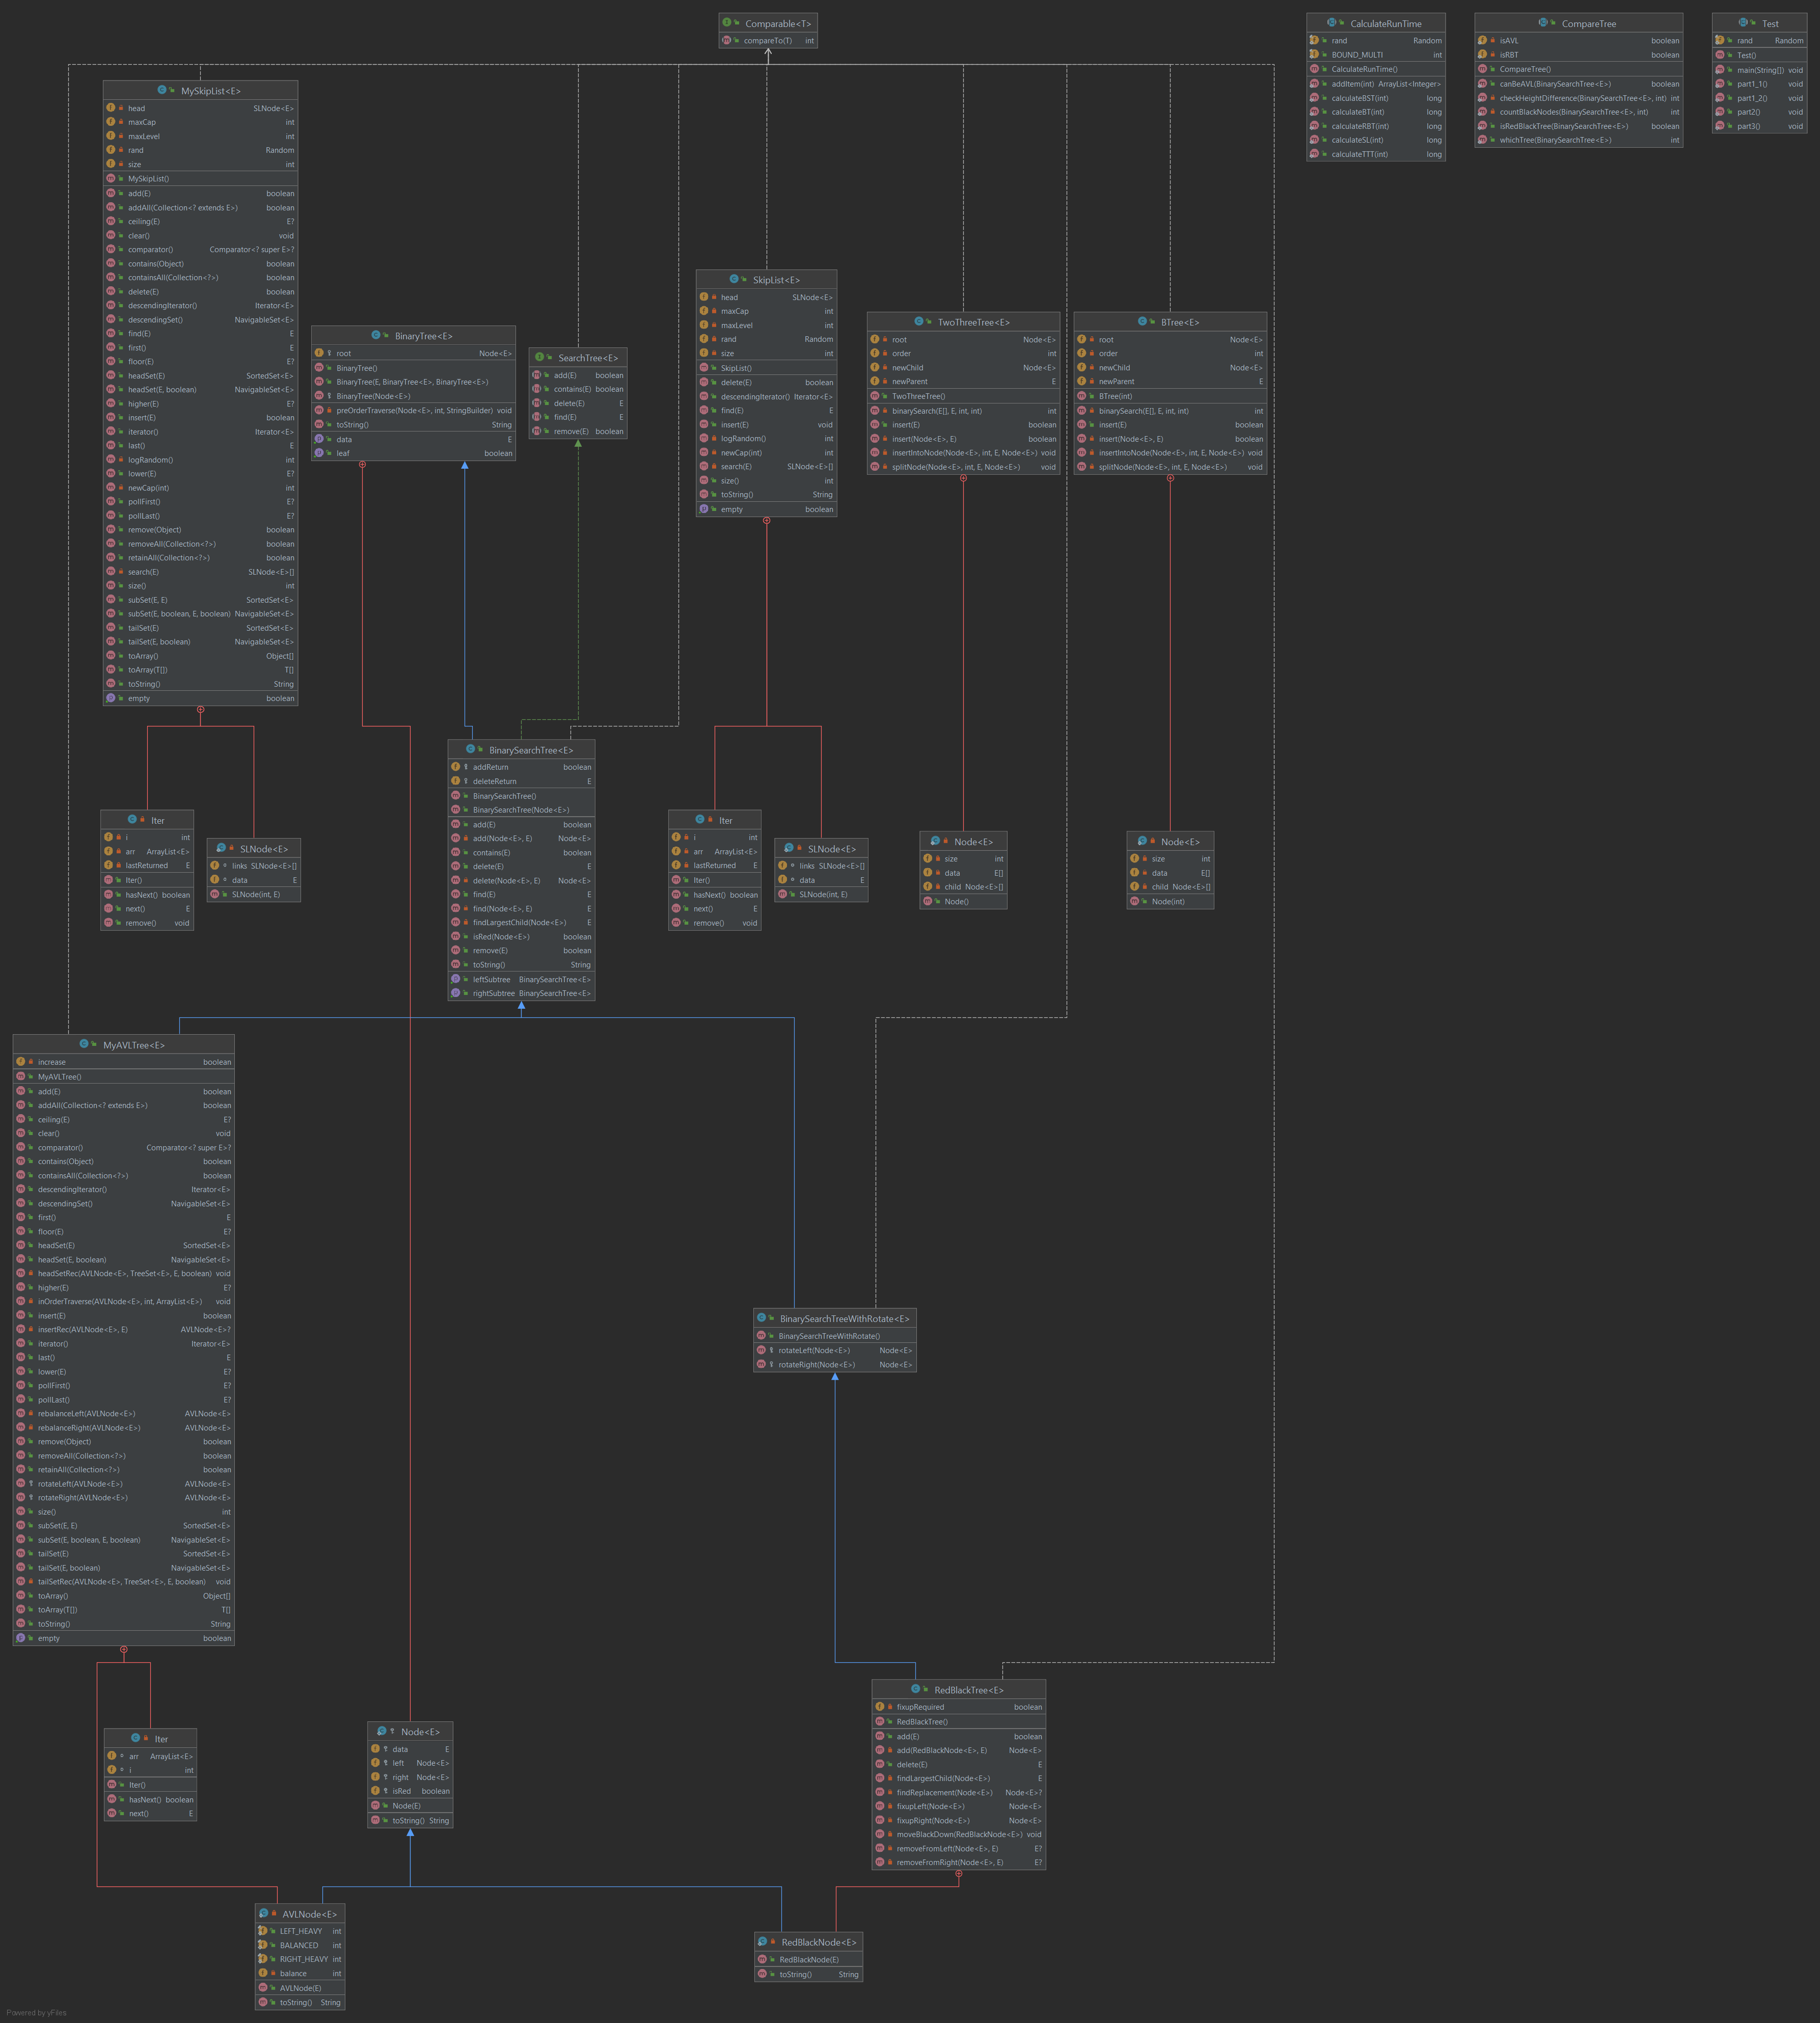 Comparable<T>
compareTo(T) int
CalculateRunTime
rand Random
BOUND_MULTI int
CalculateRunTime()
addItem(int) ArrayList<Integer>
calculateBST(int) long
calculateBT(int) long
calculateRBT(int) long
calculateSL(int) long
calculateTTT(int) long
CompareTree
isAVL boolean
isRBT boolean
CompareTree()
canBeAVL(BinarySearchTree<E>) boolean
checkHeightDifference(BinarySearchTree<E>, int) int
countBlackNodes(BinarySearchTree<E>, int) int
isRedBlackTree(BinarySearchTree<E>) boolean
whichTree(BinarySearchTree<E>) int
Test
rand Random
Test()
main(String[]) void
part1_1() void
part1_2() void
part2() void
part3() void
MySkipList<E>
head SLNode<E>
maxCap int
maxLevel int
rand Random
size int
MySkipList()
add(E) boolean
addAll(Collection<? extends E>) boolean
ceiling(E) E?
clear() void
comparator() Comparator<? super E>?
contains(Object) boolean
containsAll(Collection<?>) boolean
delete(E) boolean
descendingIterator() Iterator<E>
descendingSet() NavigableSet<E>
find(E) E
first() E
floor(E) E?
headSet(E) SortedSet<E>
headSet(E, boolean) NavigableSet<E>
higher(E) E?
insert(E) boolean
iterator() Iterator<E>
last() E
logRandom() int
lower(E) E?
newCap(int) int
pollFirst() E?
pollLast() E?
remove(Object) boolean
removeAll(Collection<?>) boolean
retainAll(Collection<?>) boolean
search(E) SLNode<E>[]
size() int
subSet(E, E) SortedSet<E>
subSet(E, boolean, E, boolean) NavigableSet<E>
tailSet(E) SortedSet<E>
tailSet(E, boolean) NavigableSet<E>
toArray() Object[]
toArray(T[]) T[]
toString() String
empty boolean
BinaryTree<E>
root Node<E>
BinaryTree()
BinaryTree(E, BinaryTree<E>, BinaryTree<E>)
BinaryTree(Node<E>)
preOrderTraverse(Node<E>, int, StringBuilder) void
toString() String
data E
leaf boolean
SearchTree<E>
add(E) boolean
contains(E) boolean
delete(E) E
find(E) E
remove(E) boolean
SkipList<E>
head SLNode<E>
maxCap int
maxLevel int
rand Random
size int
SkipList()
delete(E) boolean
descendingIterator() Iterator<E>
find(E) E
insert(E) void
logRandom() int
newCap(int) int
search(E) SLNode<E>[]
size() int
toString() String
empty boolean
TwoThreeTree<E>
root Node<E>
order int
newChild Node<E>
newParent E
TwoThreeTree()
binarySearch(E[], E, int, int) int
insert(E) boolean
insert(Node<E>, E) boolean
insertIntoNode(Node<E>, int, E, Node<E>) void
splitNode(Node<E>, int, E, Node<E>) void
BTree<E>
root Node<E>
order int
newChild Node<E>
newParent E
BTree(int)
binarySearch(E[], E, int, int) int
insert(E) boolean
insert(Node<E>, E) boolean
insertIntoNode(Node<E>, int, E, Node<E>) void
splitNode(Node<E>, int, E, Node<E>) void
BinarySearchTree<E>
addReturn boolean
deleteReturn E
BinarySearchTree()
BinarySearchTree(Node<E>)
add(E) boolean
add(Node<E>, E) Node<E>
contains(E) boolean
delete(E) E
delete(Node<E>, E) Node<E>
find(E) E
find(Node<E>, E) E
findLargestChild(Node<E>) E
isRed(Node<E>) boolean
remove(E) boolean
toString() String
leftSubtree BinarySearchTree<E>
rightSubtree BinarySearchTree<E>
Iter
i int
arr ArrayList<E>
lastReturned E
Iter()
hasNext() boolean
next() E
remove() void
SLNode<E>
links SLNode<E>[]
data E
SLNode(int, E)
Iter
i int
arr ArrayList<E>
lastReturned E
Iter()
hasNext() boolean
next() E
remove() void
SLNode<E>
links SLNode<E>[]
data E
SLNode(int, E)
Node<E>
size int
data E[]
child Node<E>[]
Node()
Node<E>
size int
data E[]
child Node<E>[]
Node(int)
MyAVLTree<E>
increase boolean
MyAVLTree()
add(E) boolean
addAll(Collection<? extends E>) boolean
ceiling(E) E?
clear() void
comparator() Comparator<? super E>?
contains(Object) boolean
containsAll(Collection<?>) boolean
descendingIterator() Iterator<E>
descendingSet() NavigableSet<E>
first() E
floor(E) E?
headSet(E) SortedSet<E>
headSet(E, boolean) NavigableSet<E>
headSetRec(AVLNode<E>, TreeSet<E>, E, boolean) void
higher(E) E?
inOrderTraverse(AVLNode<E>, int, ArrayList<E>) void
insert(E) boolean
insertRec(AVLNode<E>, E) AVLNode<E>?
iterator() Iterator<E>
last() E
lower(E) E?
pollFirst() E?
pollLast() E?
rebalanceLeft(AVLNode<E>) AVLNode<E>
rebalanceRight(AVLNode<E>) AVLNode<E>
remove(Object) boolean
removeAll(Collection<?>) boolean
retainAll(Collection<?>) boolean
rotateLeft(AVLNode<E>) AVLNode<E>
rotateRight(AVLNode<E>) AVLNode<E>
size() int
subSet(E, E) SortedSet<E>
subSet(E, boolean, E, boolean) NavigableSet<E>
tailSet(E) SortedSet<E>
tailSet(E, boolean) NavigableSet<E>
tailSetRec(AVLNode<E>, TreeSet<E>, E, boolean) void
toArray() Object[]
toArray(T[]) T[]
toString() String
empty boolean
BinarySearchTreeWithRotate<E>
BinarySearchTreeWithRotate()
rotateLeft(Node<E>) Node<E>
rotateRight(Node<E>) Node<E>
RedBlackTree<E>
fixupRequired boolean
RedBlackTree()
add(E) boolean
add(RedBlackNode<E>, E) Node<E>
delete(E) E
findLargestChild(Node<E>) E
findReplacement(Node<E>) Node<E>?
fixupLeft(Node<E>) Node<E>
fixupRight(Node<E>) Node<E>
moveBlackDown(RedBlackNode<E>) void
removeFromLeft(Node<E>, E) E?
removeFromRight(Node<E>, E) E?
Iter
arr ArrayList<E>
i int
Iter()
hasNext() boolean
next() E
Node<E>
data E
left Node<E>
right Node<E>
isRed boolean
Node(E)
toString() String
AVLNode<E>
LEFT_HEAVY int
BALANCED int
RIGHT_HEAVY int
balance int
AVLNode(E)
toString() String
RedBlackNode<E>
RedBlackNode(E)
toString() String
Powered by yFiles